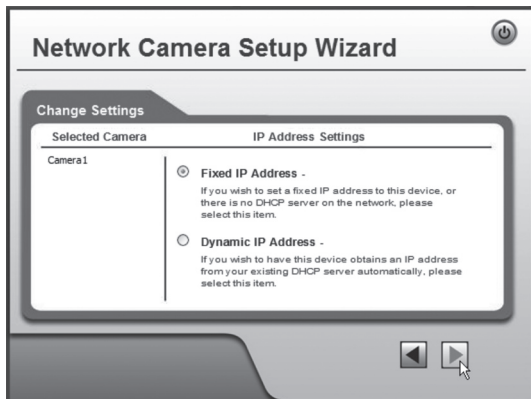 Network Camera Setup Wizard
Change Settings
Selected Camera
IP Address Settings
Camera1
Fixed IP Address -
If you wish to set a fixed IP address to this device, or
there is no DHCP server on the network, please
select this item.
Dynamic IP Address -
If you wish to have this device obtains an IP address
from your existing DHCP server automatically, please
select this item.